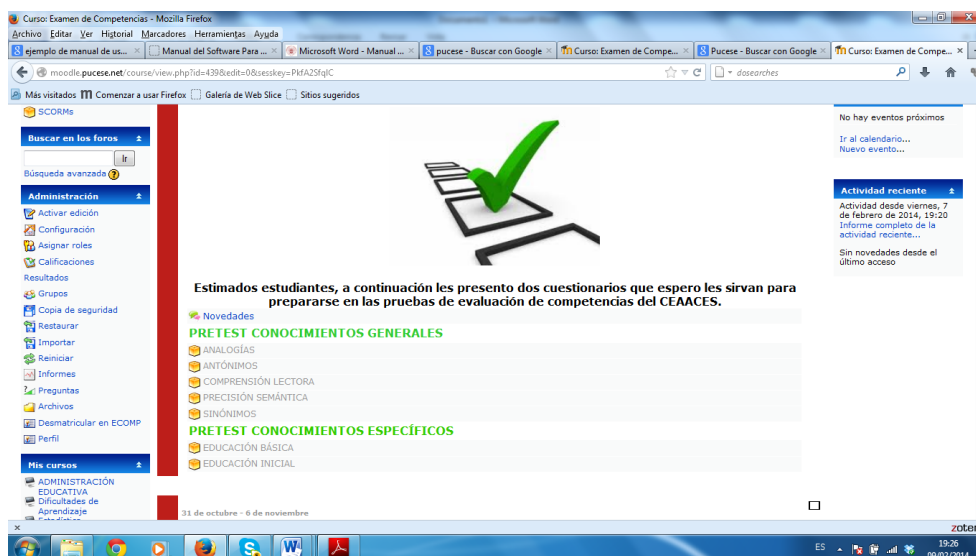 Curso: Examen de Competencias - Mozilla Firefox
Archivo Editar Ver Historial Marcadores Herramientas Ayuda
ejemplo de manual de us... Manual del Software Para ... Microsoft Word - Manual ... pucese - Buscar con Google Curso: Examen de Compe... Pucese - Buscar con Google Curso: Examen de Compe...
moodle.pucese.net/course/view.php?id=439&edit=0&sesskey=PkfA2SfqlC
dosearches
Más visitados Comenzar a usar Firefox Galería de Web Slice Sitios sugeridos
SCORMs
Buscar en los foros
Ir
Búsqueda avanzada
Administración
Activar edición
Configuración
Asignar roles
Calificaciones
Resultados
Grupos
Copia de seguridad
Restaurar
Importar
Reiniciar
Informes
Preguntas
Archivos
Desmatricular en ECOMP
Perfil
Mis cursos
ADMINISTRACIÓN
EDUCATIVA
Dificultades de
Aprendizaje
Estimados estudiantes, a continuación les presento dos cuestionarios que espero les sirvan para
prepararse en las pruebas de evaluación de competencias del CEAACES.
Novedades
PRETEST CONOCIMIENTOS GENERALES
ANALOGÍAS
ANTÓNIMOS
COMPRENSIÓN LECTORA
PRECISIÓN SEMÁNTICA
SINÓNIMOS
PRETEST CONOCIMIENTOS ESPECÍFICOS
EDUCACIÓN BÁSICA
EDUCACIÓN INICIAL
31 de octubre - 6 de noviembre
No hay eventos próximos
Ir al calendario...
Nuevo evento...
Actividad reciente
Actividad desde viernes, 7
de febrero de 2014, 19:20
Informe completo de la
actividad reciente...
Sin novedades desde el
último acceso
ES
19:26
09/02/2014